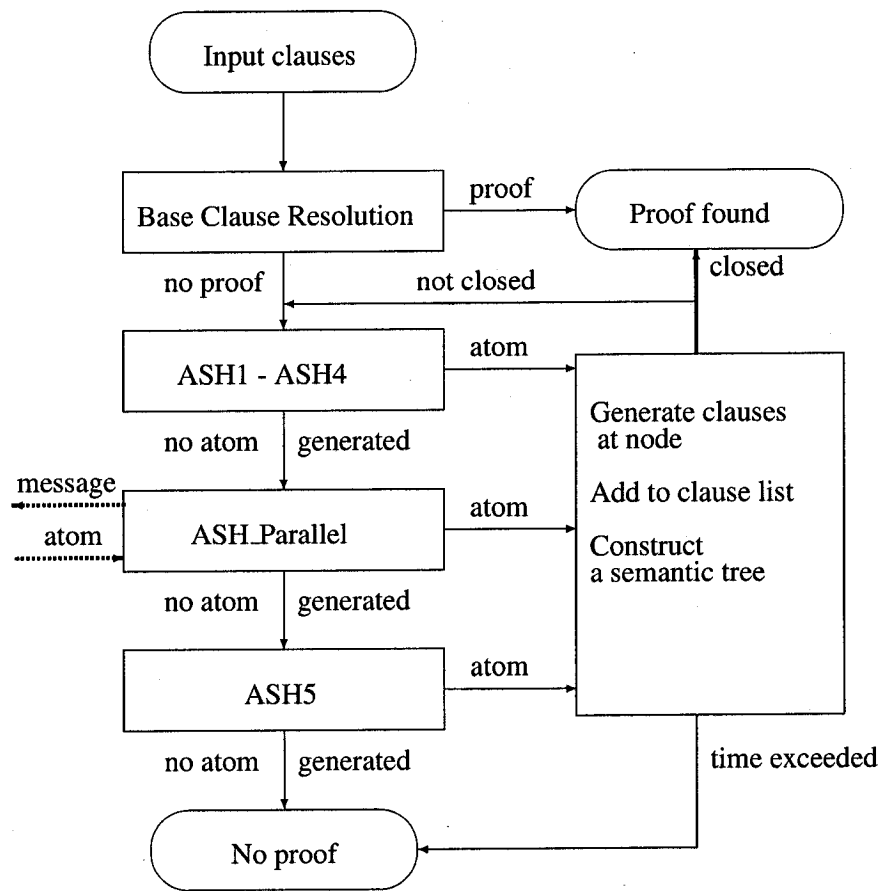 Input clauses
proof
Base Clause Resolution
Proof found
closed
no proof
not closed
atom
ASH1 - ASH4
Generate clauses
at node
no atom generated
message
Add to clause list
atom
ASH_Parallel
atom
Construct
a semantic tree
no atom generated
atom
ASH5
no atom generated
time exceeded
No proof